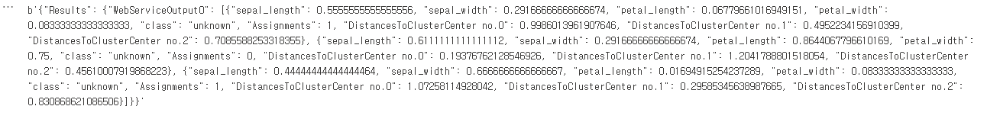 b'{"Results": {"WebServiceOutput0": [{"sepal_length": 0.5555555555555556, "sepal_width": 0.29166666666666674, "petal_length": 0.06779661016949151, "petal_width":
0.08333333333333333, "class": "unknown", "Assignments": 1, "DistancesToClusterCenter no.0": 0.9986013961907646, "DistancesToClusterCenter no.1": 0.4952234156910399,
"DistancesToClusterCenter no.2": 0.7085588253318355}, {"sepal_length": 0.6111111111111112, "sepal_width": 0.29166666666666674, "petal_length": 0.8644067796610169, "petal_width":
0.75, "class": "unknown", "Assignments": 0, "DistancesToClusterCenter no.0": 0.19376762128546926, "DistancesToClusterCenter no.1": 1.2041788801518054, "DistancesToClusterCenter
no.2": 0.45610007919868223}, {"sepal_length": 0.44444444444444464, "sepal_width": 0.6666666666666667, "petal_length": 0.01694915254237289, "petal_width": 0.08333333333333333,
"class": "unknown", "Assignments": 1, "DistancesToClusterCenter no.0": 1.07258114928042, "DistancesToClusterCenter no.1": 0.29585345638987665, "DistancesToClusterCenter no.2":
0.830868621086506}]}}'